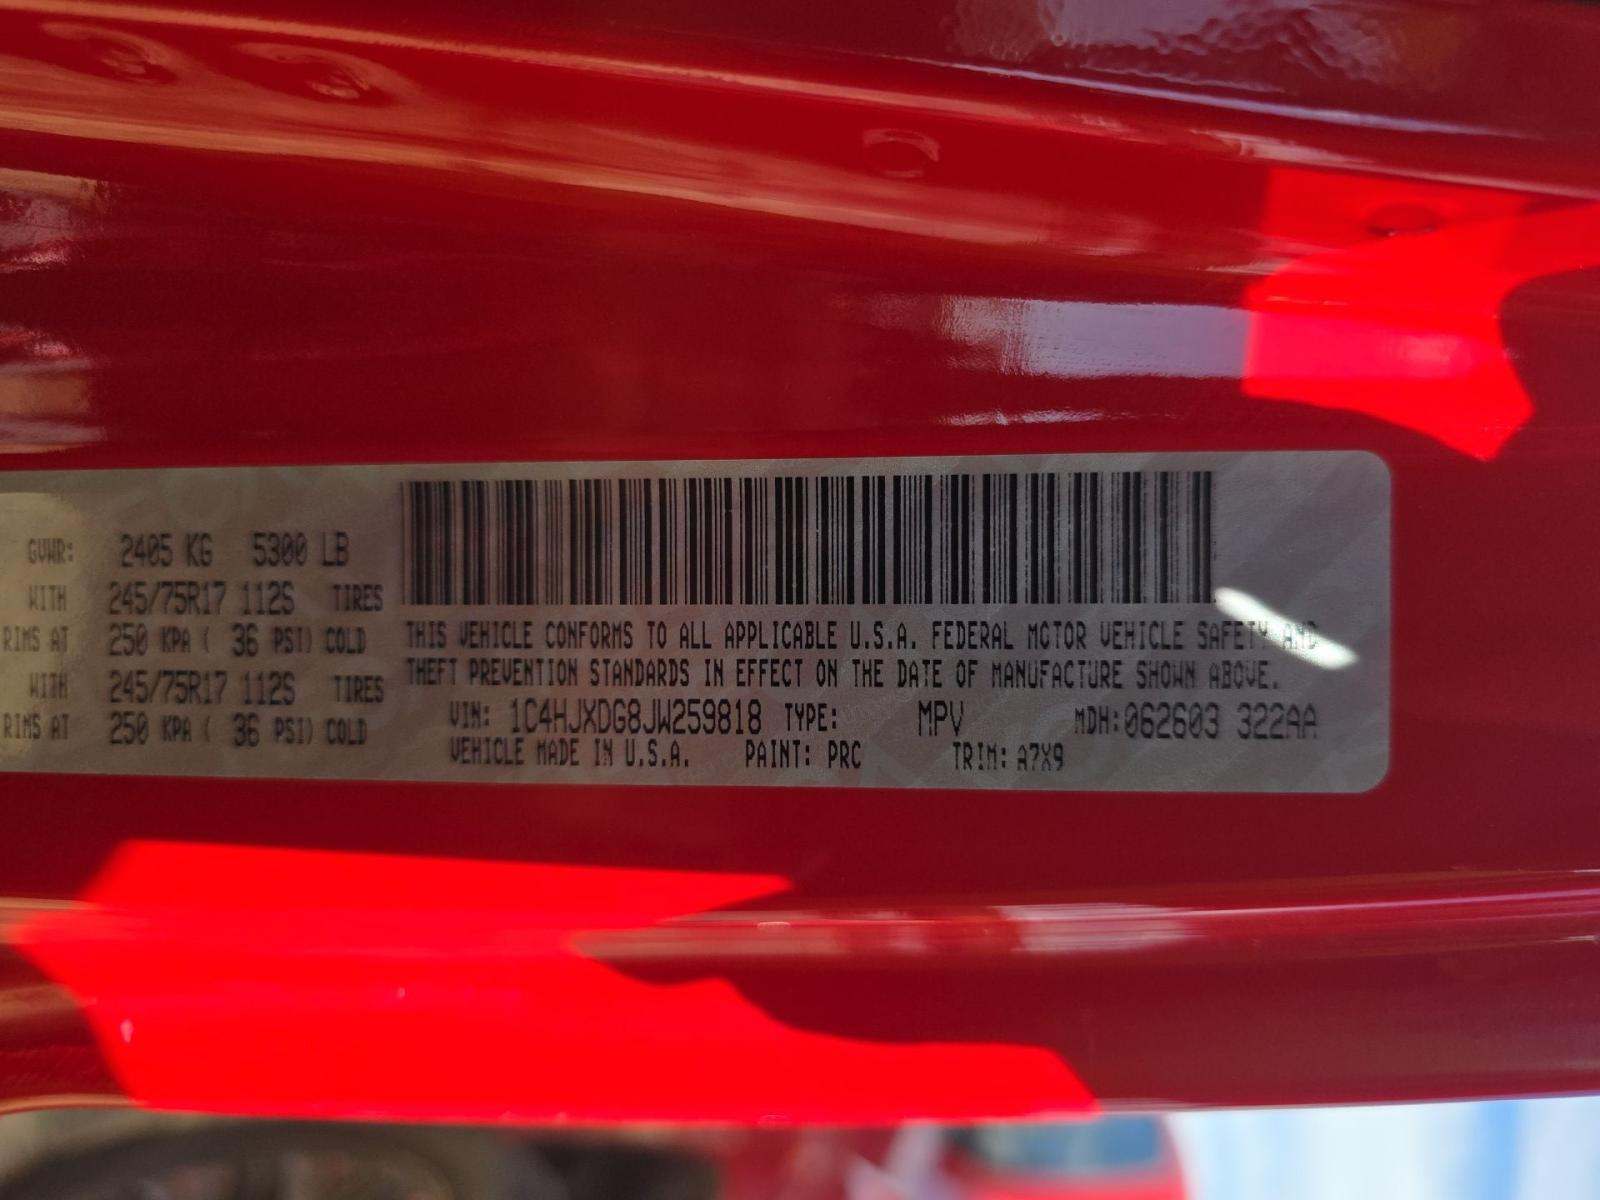 GVWR: 2405 KG 5300 LB
WITH 245/75R17 112S TIRES
RIMS AT 250 KPA ( 36 PSI) COLD
WITH 245/75R17 112S TIRES
RIMS AT 250 KPA ( 36 PSI) COLD
THIS VEHICLE CONFORMS TO ALL APPLICABLE U.S.A. FEDERAL MOTOR VEHICLE SAFETY AND
THEFT PREVENTION STANDARDS IN EFFECT ON THE DATE OF MANUFACTURE SHOWN ABOVE.
VIN: 1C4HJXDG8JW259818 TYPE: MPV MDH:062603 322AA
VEHICLE MADE IN U.S.A. PAINT: PRC TRIM: A7X9